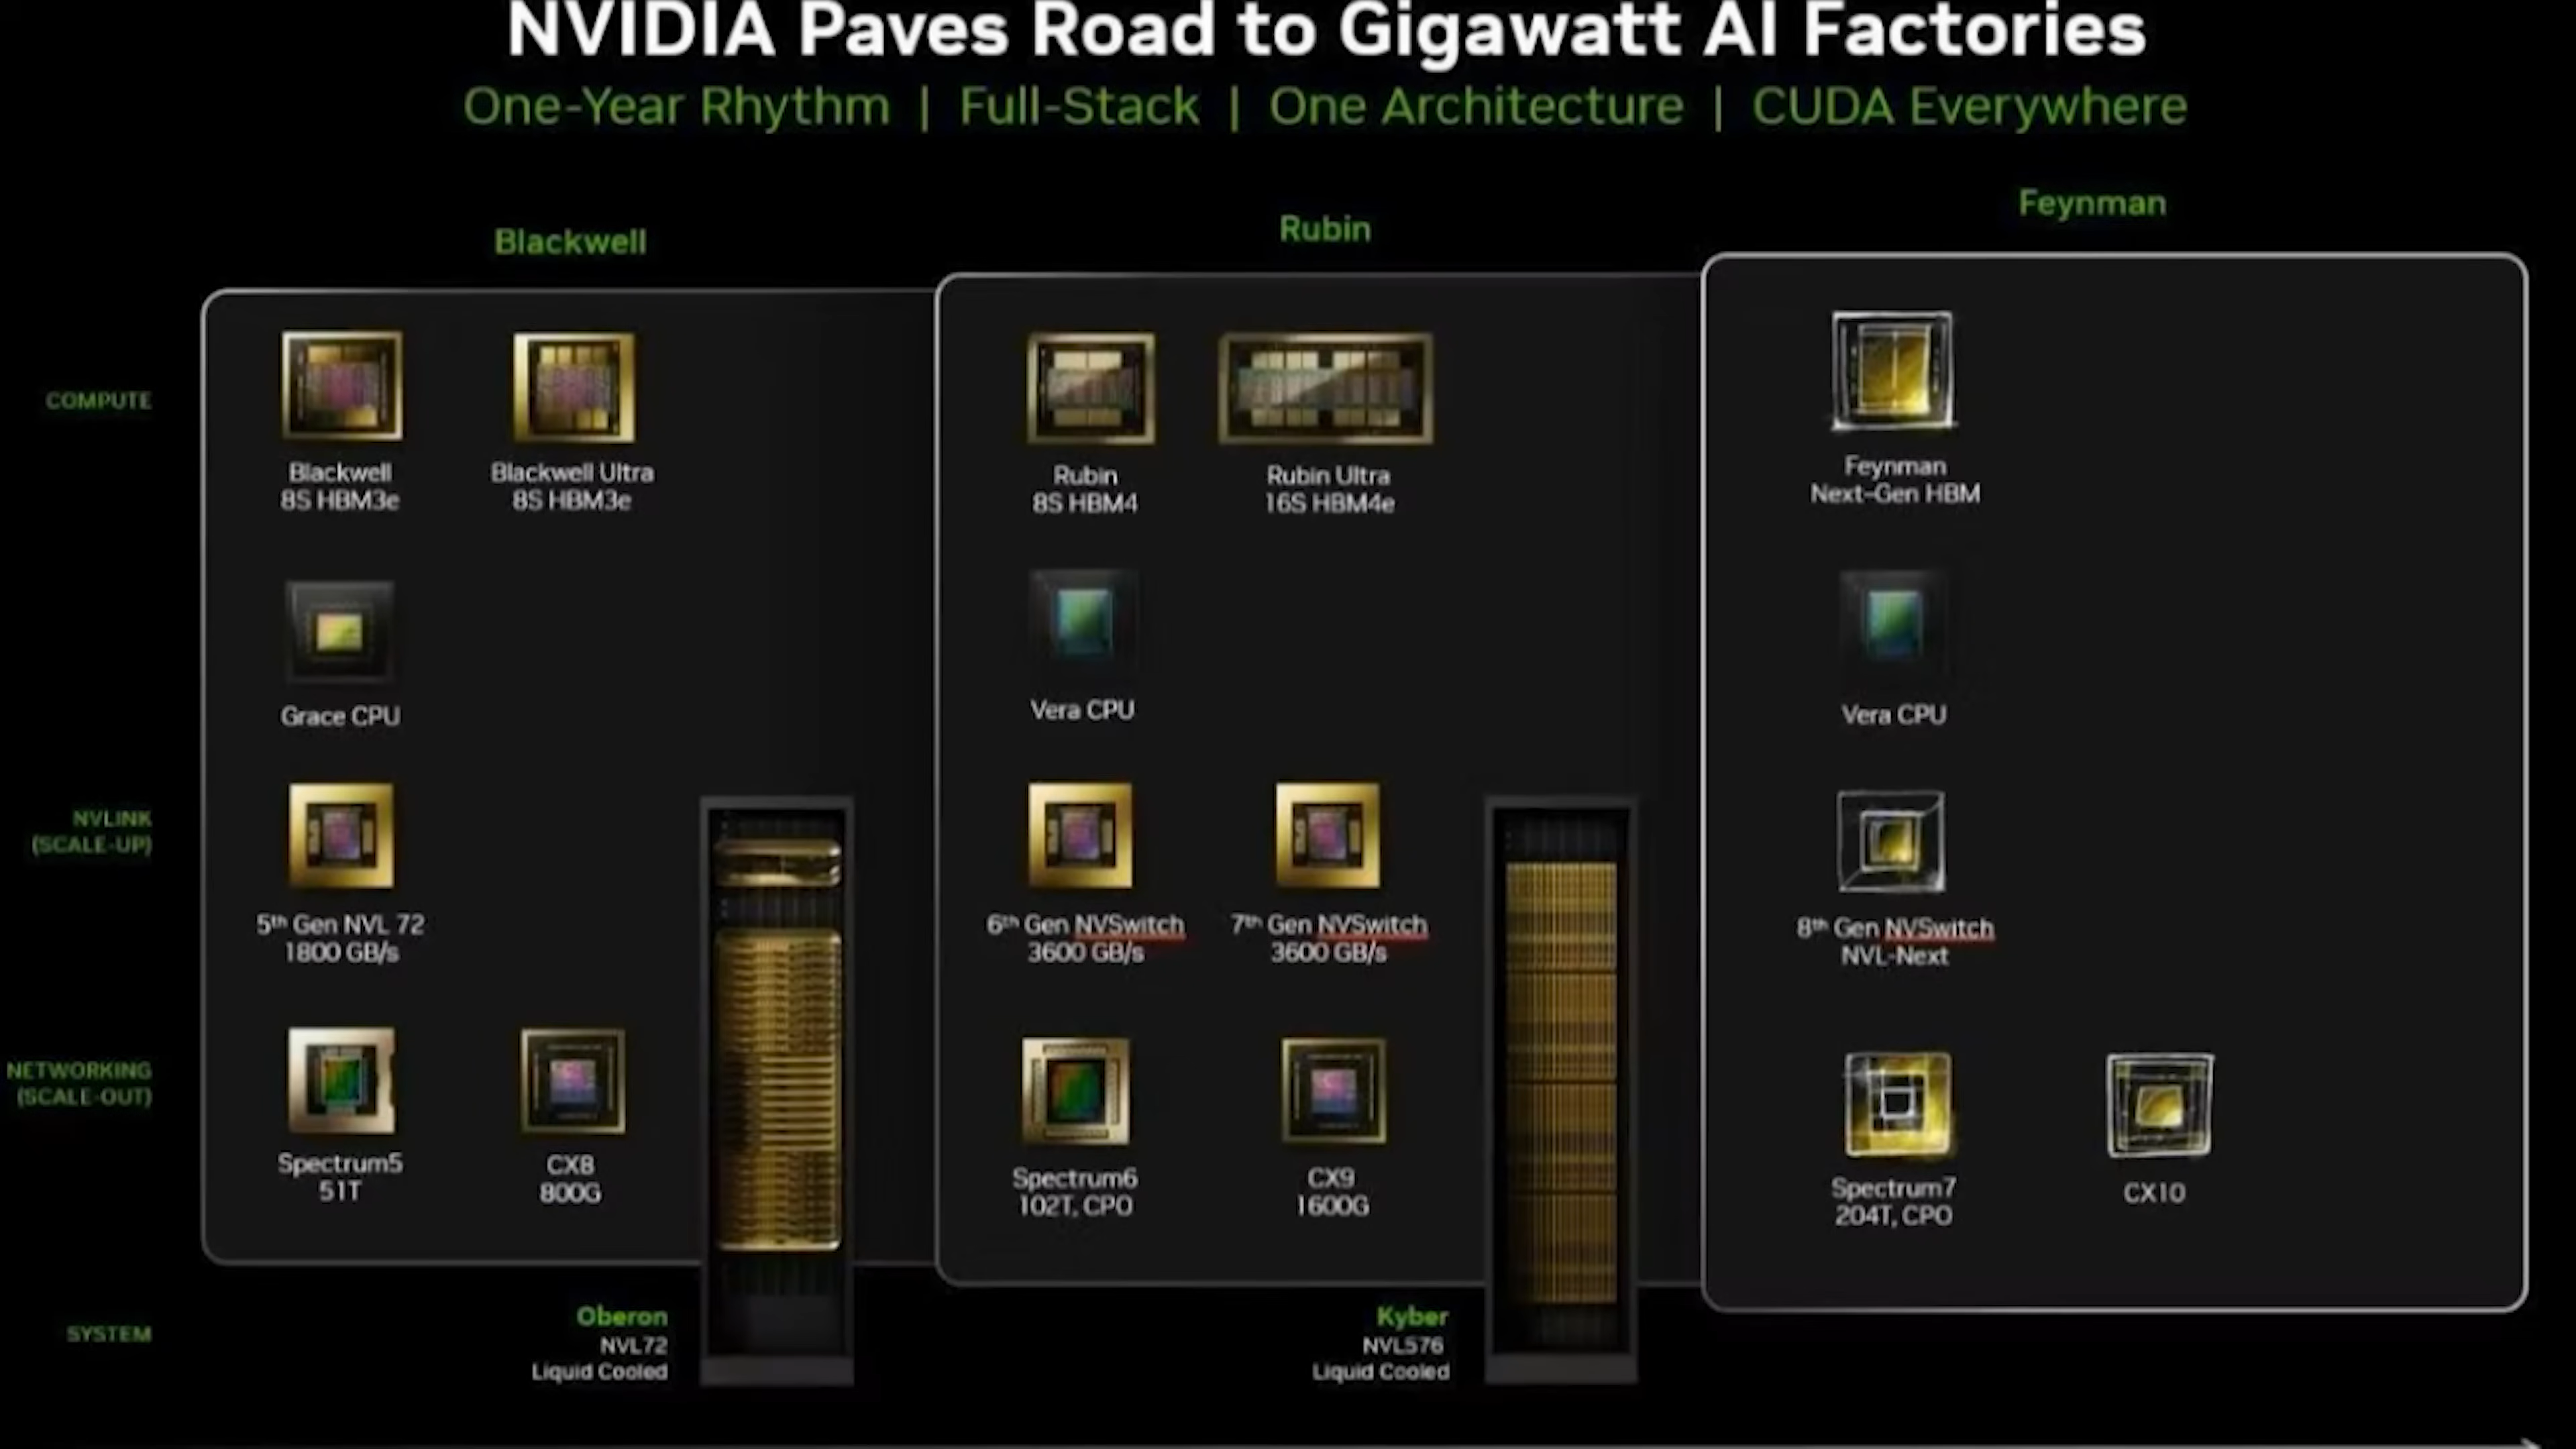 NVIDIA Paves Road to Gigawatt AI Factories
One-Year Rhythm | Full-Stack | One Architecture | CUDA Everywhere
Blackwell
Rubin
Feynman
COMPUTE
Blackwell
8S HBM3e
Blackwell Ultra
8S HBM3e
Rubin
8S HBM4
Rubin Ultra
16S HBM4e
Feynman
Next-Gen HBM
Grace CPU
Vera CPU
Vera CPU
NVLINK
(SCALE-UP)
5th Gen NVL 72
1800 GB/s
6th Gen NVSwitch
3600 GB/s
7th Gen NVSwitch
3600 GB/s
8th Gen NVSwitch
NVL-Next
NETWORKING
(SCALE-OUT)
Spectrum5
51T
CX8
800G
Spectrum6
102T, CPO
CX9
1600G
Spectrum7
204T, CPO
CX10
SYSTEM
Oberon
NVL72
Liquid Cooled
Kyber
NVL576
Liquid Cooled